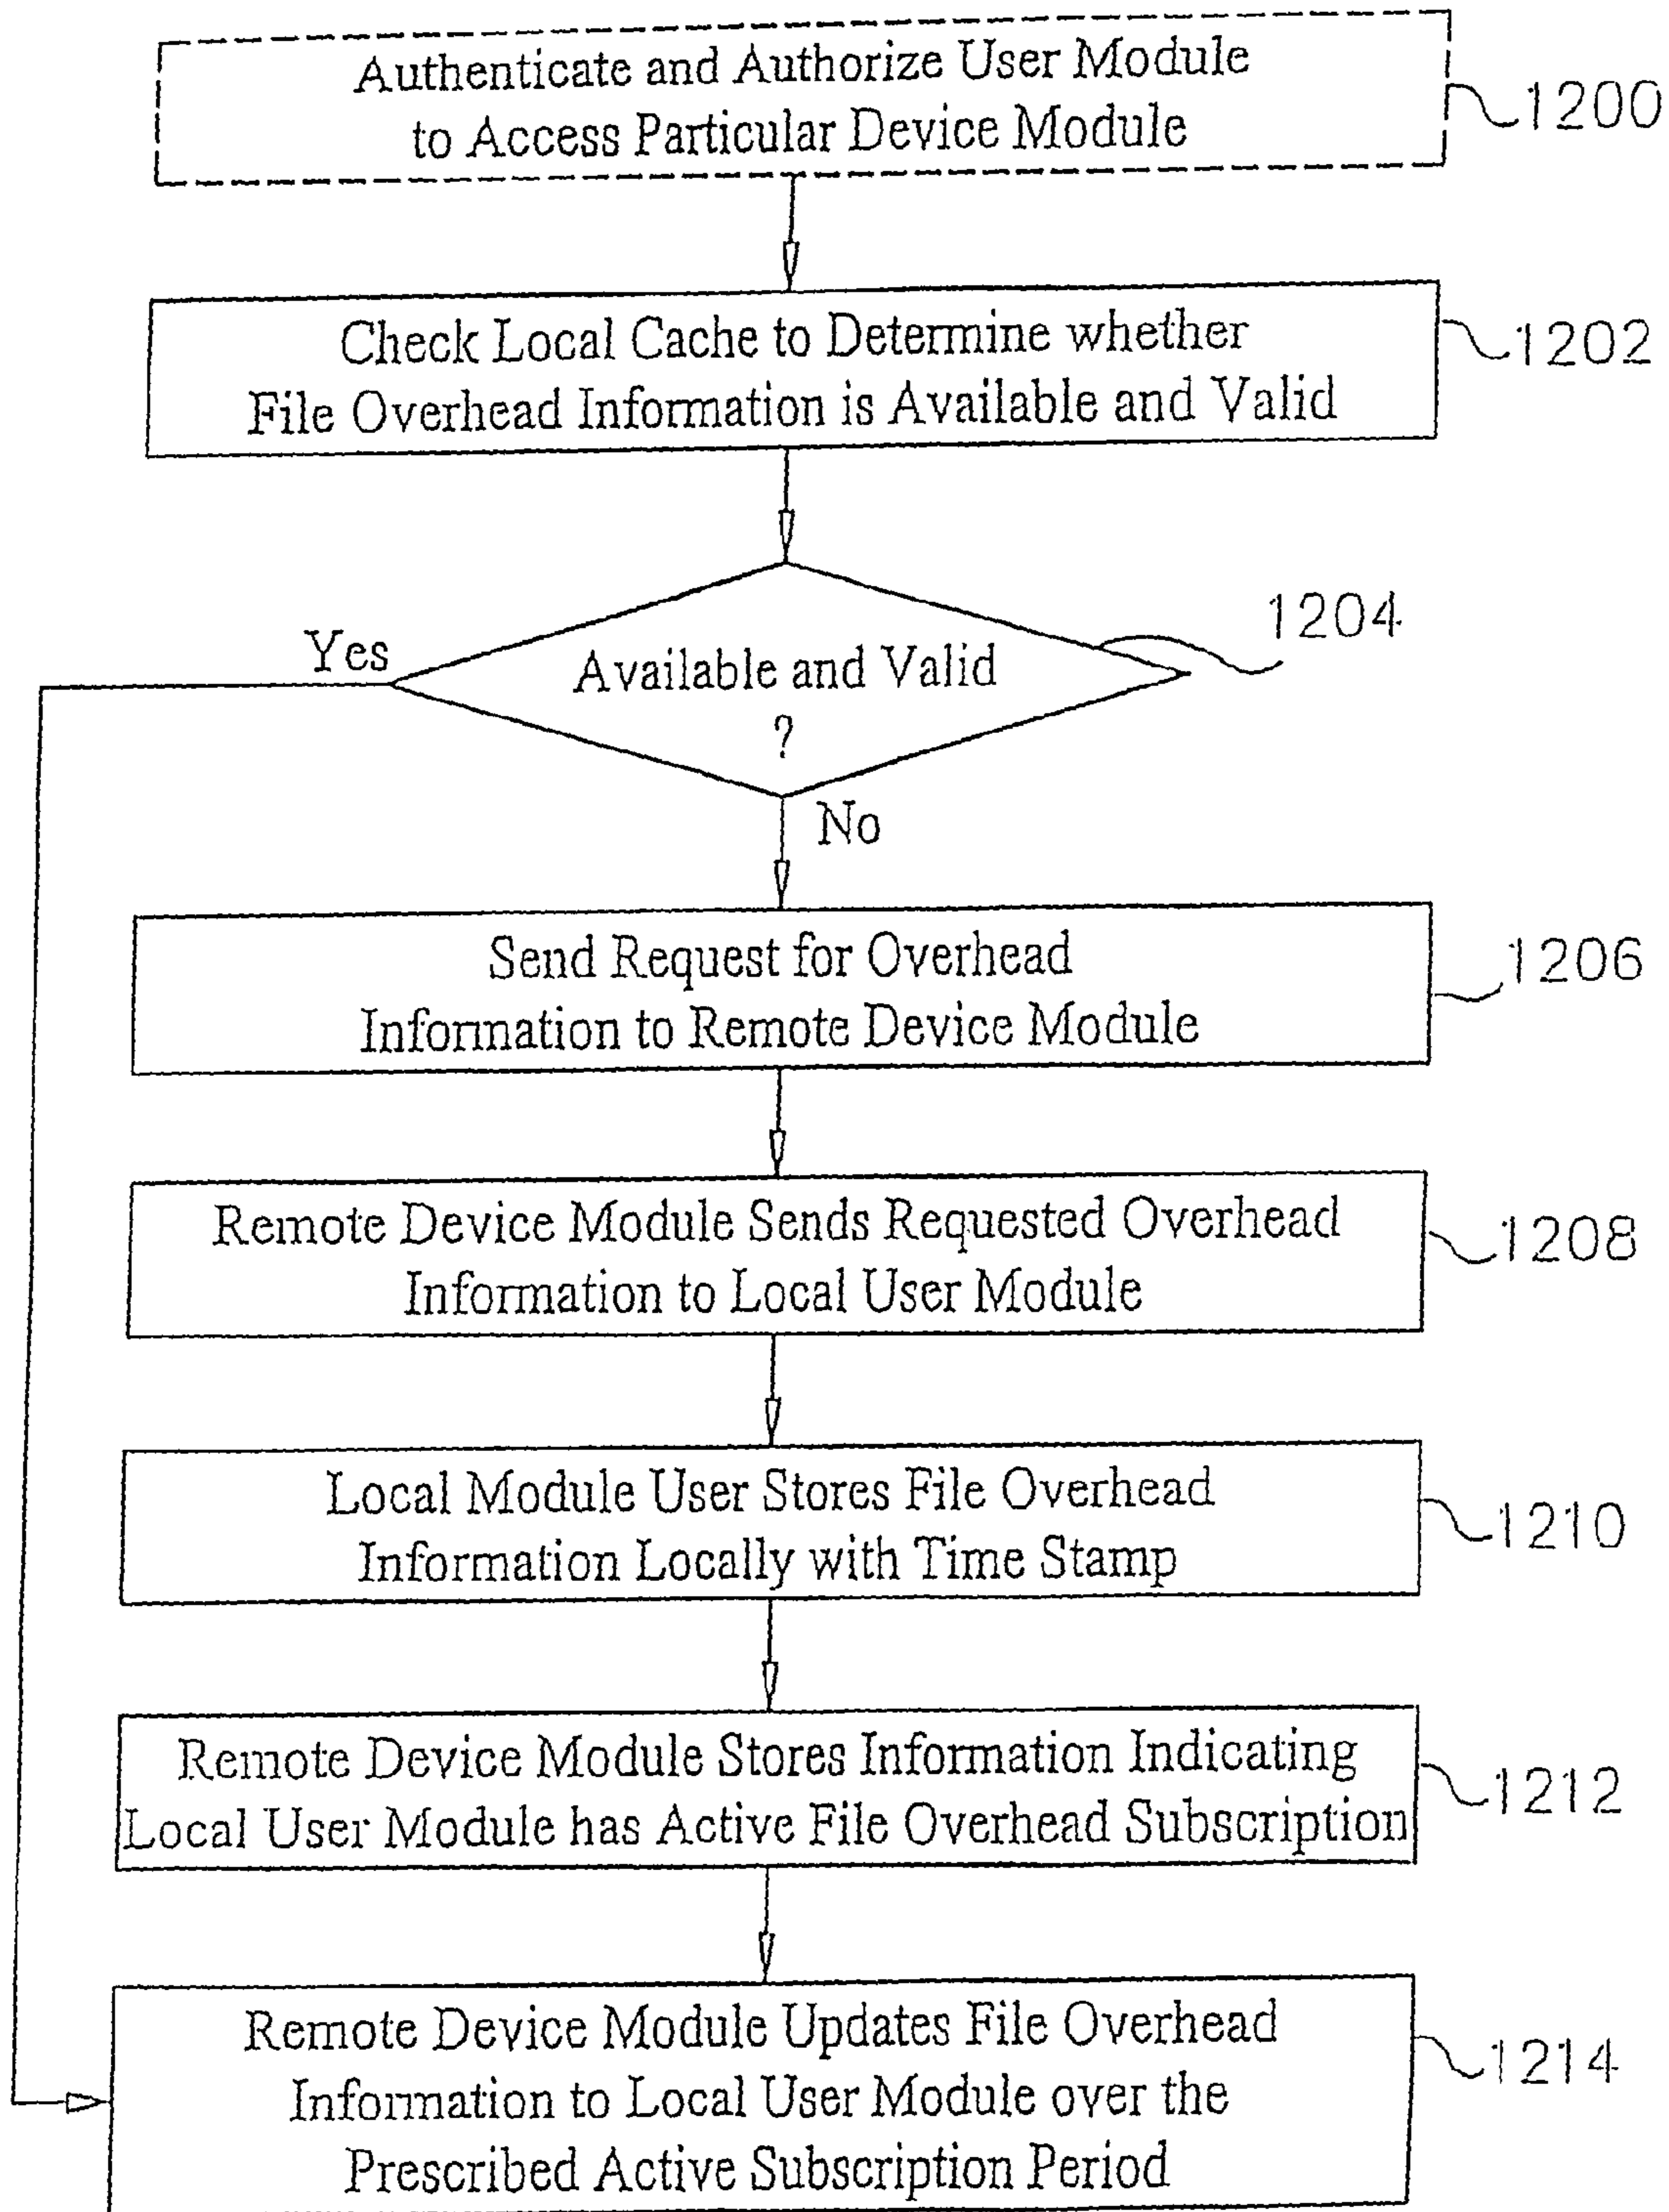 Authenticate and Authorize User Module
to Access Particular Device Module
1200
Check Local Cache to Determine whether
File Overhead Information is Available and Valid
1202
Yes
Available and Valid
?
1204
No
Send Request for Overhead
Information to Remote Device Module
1206
Remote Device Module Sends Requested Overhead
Information to Local User Module
1208
Local Module User Stores File Overhead
Information Locally with Time Stamp
1210
Remote Device Module Stores Information Indicating
Local User Module has Active File Overhead Subscription
1212
Remote Device Module Updates File Overhead
Information to Local User Module over the
Prescribed Active Subscription Period
1214